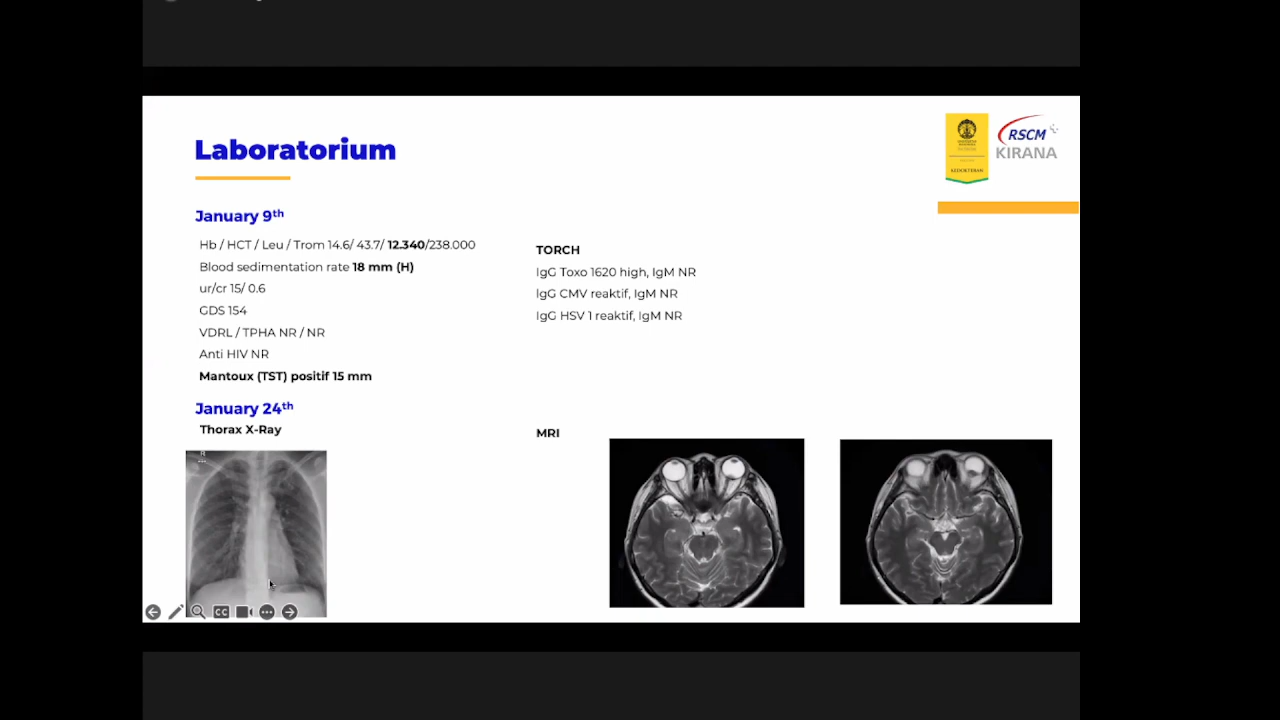 Laboratorium
RSCM
KIRANA
KEDOKTERAN
January 9th
Hb / HCT / Leu / Trom 14.6/ 43.7/ 12.340/238.000
Blood sedimentation rate 18 mm (H)
ur/cr 15/ 0.6
GDS 154
VDRL / TPHA NR / NR
Anti HIV NR
Mantoux (TST) positif 15 mm
TORCH
IgG Toxo 1620 high, IgM NR
IgG CMV reaktif, IgM NR
IgG HSV 1 reaktif, IgM NR
January 24th
Thorax X-Ray
R
MRI
CC